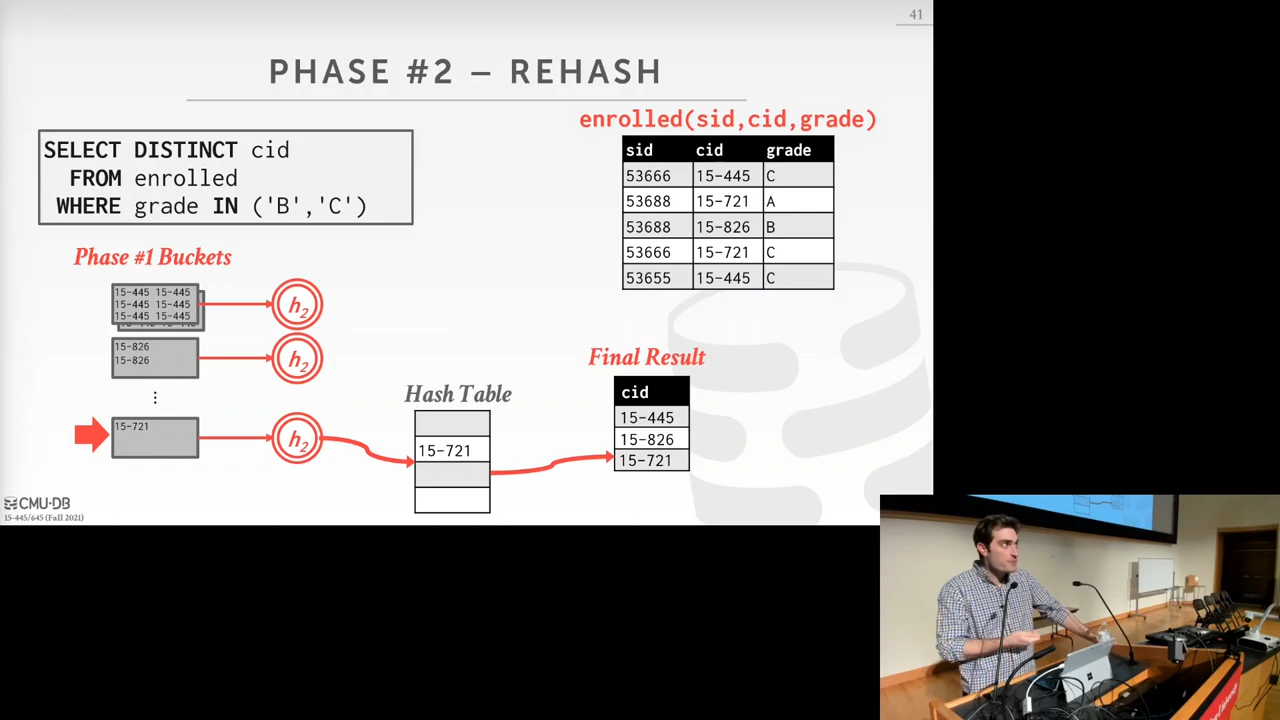 41
PHASE #2 – REHASH
SELECT DISTINCT cid
FROM enrolled
WHERE grade IN ('B','C')
enrolled(sid,cid,grade)
sid cid grade
53666 15-445 C
53688 15-721 A
53688 15-826 B
53666 15-721 C
53655 15-445 C
Phase #1 Buckets
15-445 15-445
15-445 15-445
15-445 15-445
h2
15-826
15-826
h2
⋮
15-721
h2
Hash Table
15-721
Final Result
cid
15-445
15-826
15-721
CMU·DB
15-445/645 (Fall 2021)